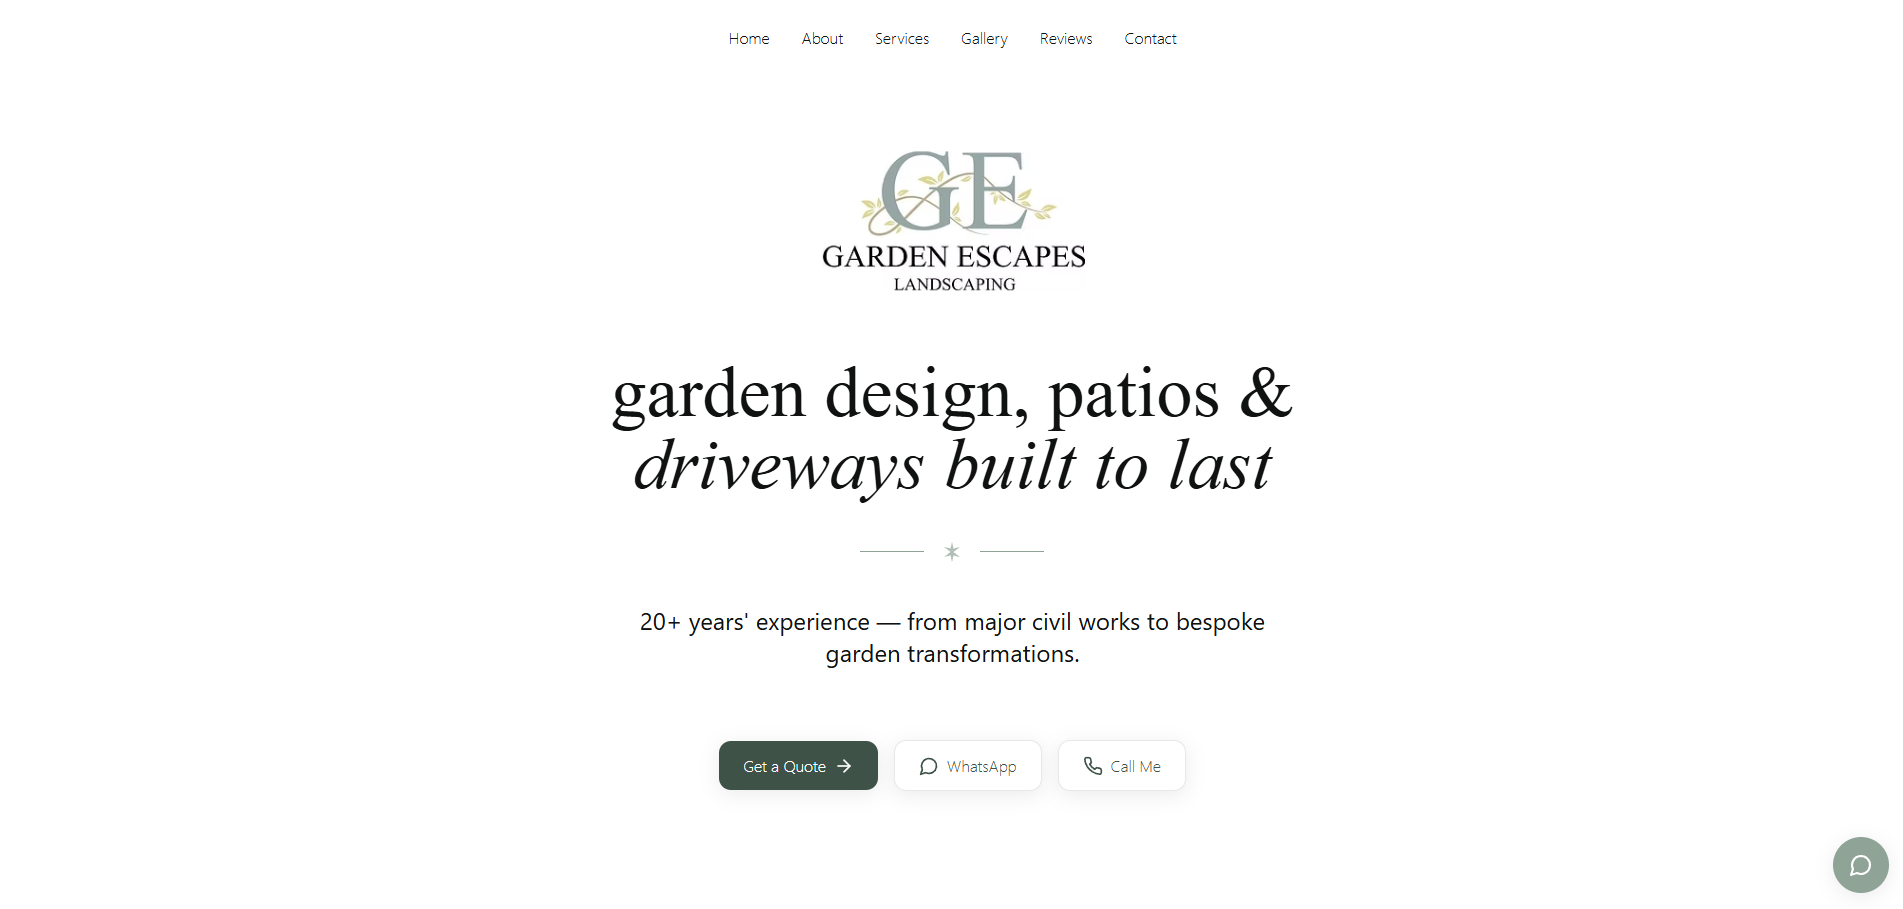 Home About Services Gallery Reviews Contact
GE
GARDEN ESCAPES
LANDSCAPING
garden design, patios &
driveways built to last
20+ years' experience — from major civil works to bespoke
garden transformations.
Get a Quote WhatsApp Call Me